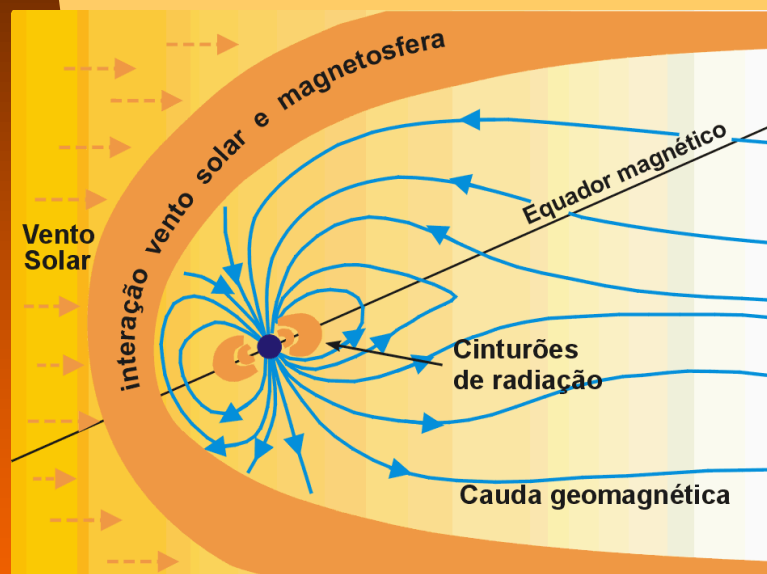 interação vento solar e magnetosfera
Equador magnético
Vento
Solar
Cinturões
de radiação
Cauda geomagnética